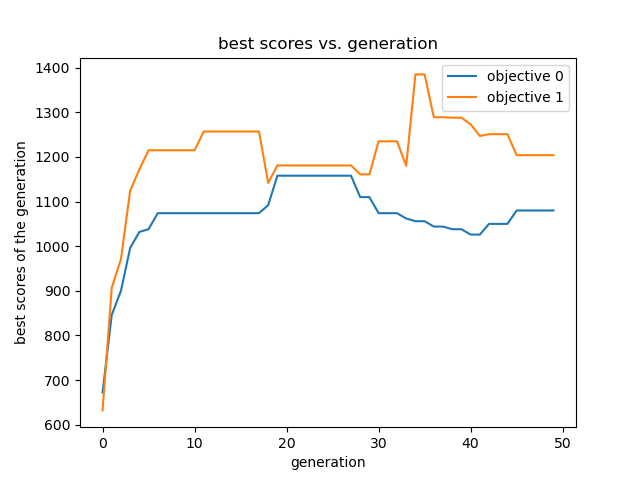 best scores vs. generation
objective 0
objective 1
best scores of the generation
1400
1300
1200
1100
1000
900
800
700
600
0 10 20 30 40 50
generation